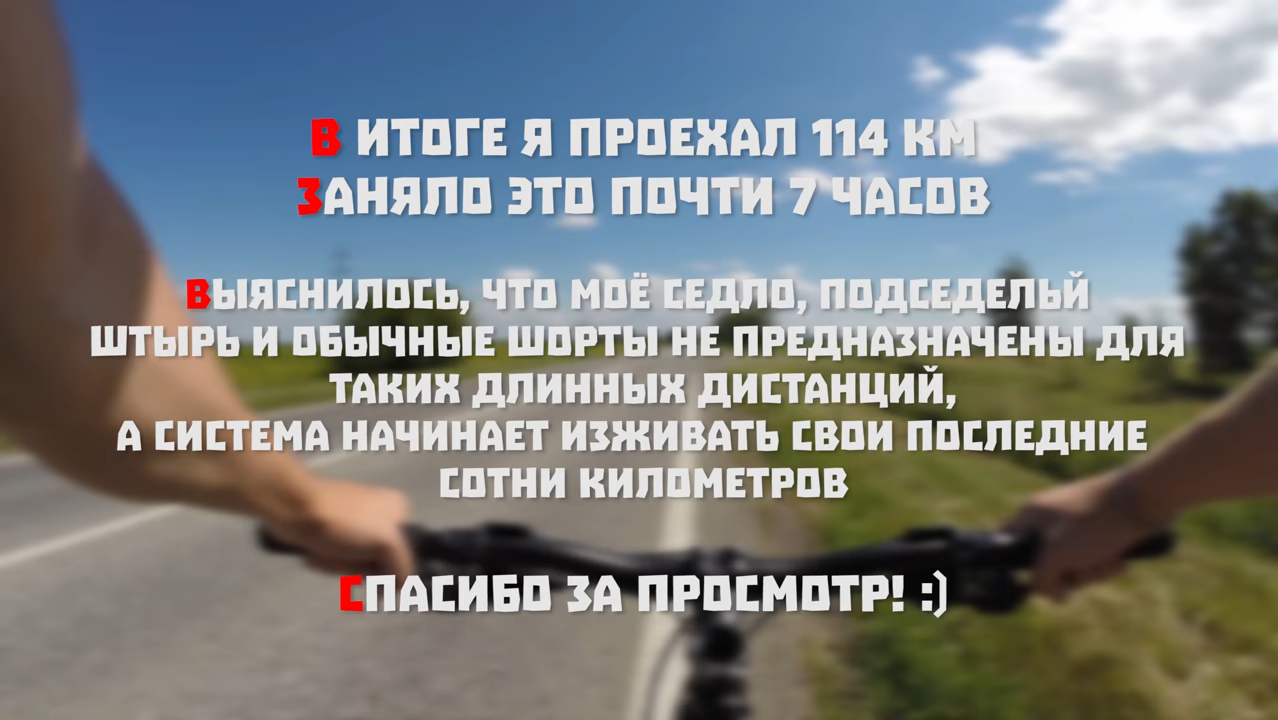 В ИТОГЕ Я ПРОЕХАЛ 114 КМ
ЗАНЯЛО ЭТО ПОЧТИ 7 ЧАСОВ
ВЫЯСНИЛОСЬ, ЧТО МОЁ СЕДЛО, ПОДСЕДЕЛЬЙ
ШТЫРЬ И ОБЫЧНЫЕ ШОРТЫ НЕ ПРЕДНАЗНАЧЕНЫ ДЛЯ
ТАКИХ ДЛИННЫХ ДИСТАНЦИЙ,
А СИСТЕМА НАЧИНАЕТ ИЗЖИВАТЬ СВОИ ПОСЛЕДНИЕ
СОТНИ КИЛОМЕТРОВ
СПАСИБО ЗА ПРОСМОТР! :)